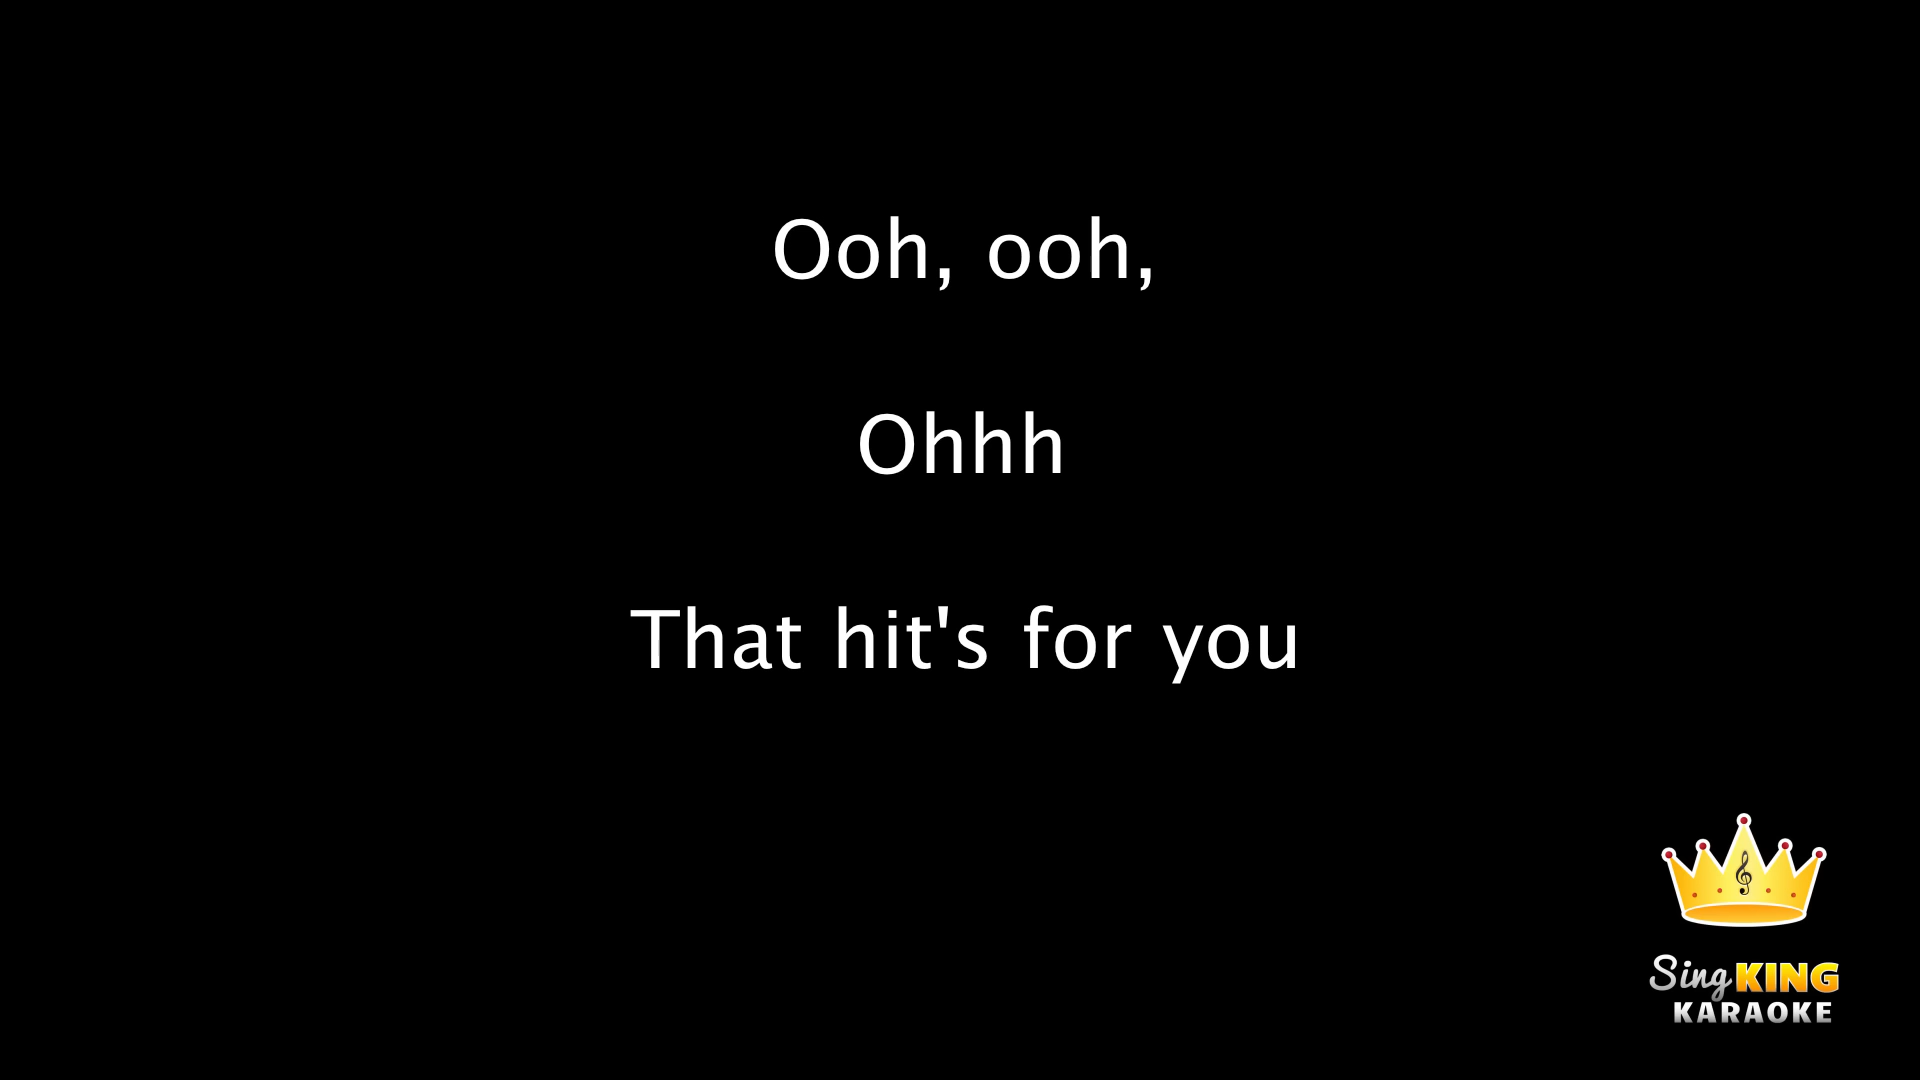 Ooh, ooh,
Ohhh
That hit's for you
Sing KING
KARAOKE